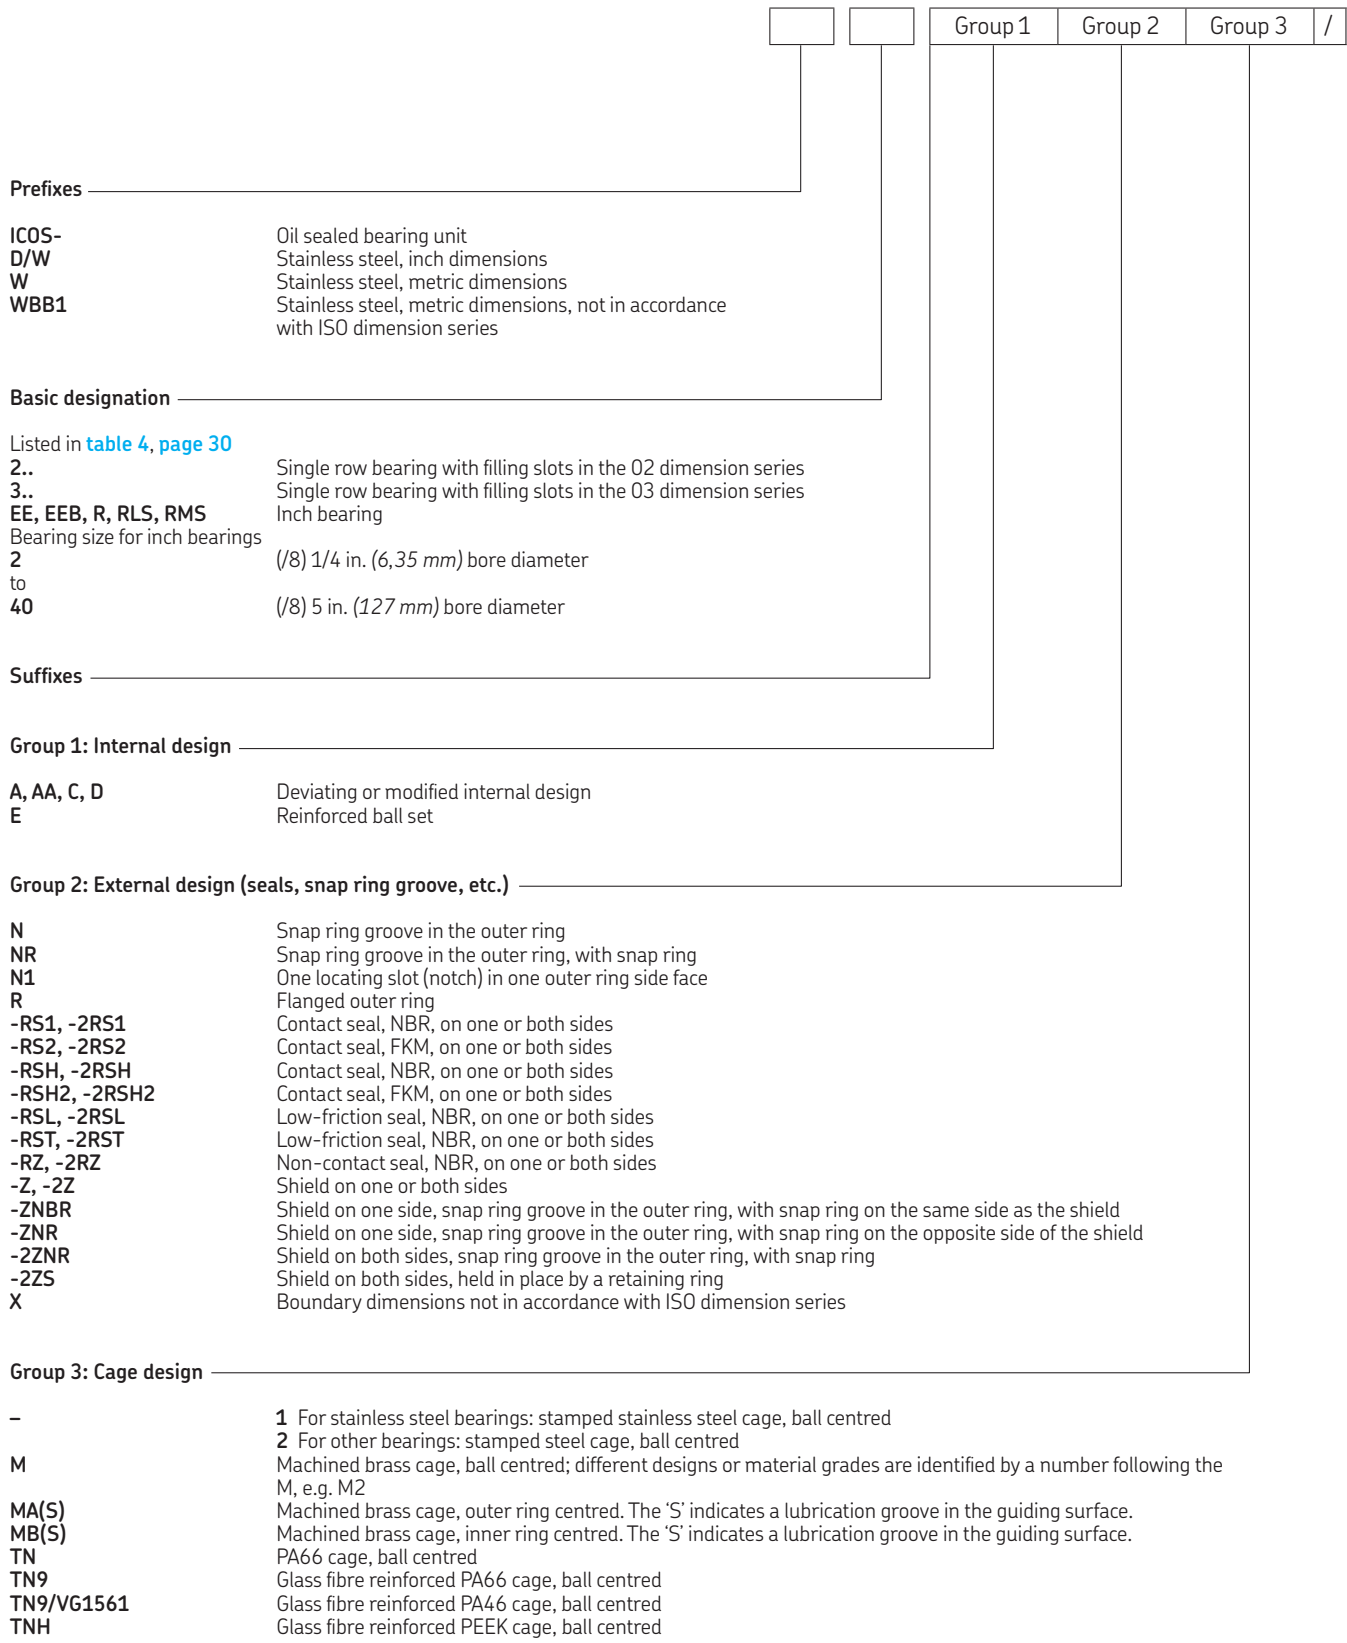 Group 1 Group 2 Group 3 /
Prefixes
ICOS- Oil sealed bearing unit
D/W Stainless steel, inch dimensions
W Stainless steel, metric dimensions
WBB1 Stainless steel, metric dimensions, not in accordance
with ISO dimension series
Basic designation
Listed in table 4, page 30
2.. Single row bearing with filling slots in the 02 dimension series
3.. Single row bearing with filling slots in the 03 dimension series
EE, EEB, R, RLS, RMS Inch bearing
Bearing size for inch bearings
2 (/8) 1/4 in. (6,35 mm) bore diameter
to
40 (/8) 5 in. (127 mm) bore diameter
Suffixes
Group 1: Internal design
A, AA, C, D Deviating or modified internal design
E Reinforced ball set
Group 2: External design (seals, snap ring groove, etc.)
N Snap ring groove in the outer ring
NR Snap ring groove in the outer ring, with snap ring
N1 One locating slot (notch) in one outer ring side face
R Flanged outer ring
-RS1, -2RS1 Contact seal, NBR, on one or both sides
-RS2, -2RS2 Contact seal, FKM, on one or both sides
-RSH, -2RSH Contact seal, NBR, on one or both sides
-RSH2, -2RSH2 Contact seal, FKM, on one or both sides
-RSL, -2RSL Low-friction seal, NBR, on one or both sides
-RST, -2RST Low-friction seal, NBR, on one or both sides
-RZ, -2RZ Non-contact seal, NBR, on one or both sides
-Z, -2Z Shield on one or both sides
-ZNBR Shield on one side, snap ring groove in the outer ring, with snap ring on the same side as the shield
-ZNR Shield on one side, snap ring groove in the outer ring, with snap ring on the opposite side of the shield
-2ZNR Shield on both sides, snap ring groove in the outer ring, with snap ring
-2ZS Shield on both sides, held in place by a retaining ring
X Boundary dimensions not in accordance with ISO dimension series
Group 3: Cage design
– 1 For stainless steel bearings: stamped stainless steel cage, ball centred
2 For other bearings: stamped steel cage, ball centred
M Machined brass cage, ball centred; different designs or material grades are identified by a number following the
M, e.g. M2
MA(S) Machined brass cage, outer ring centred. The ‘S’ indicates a lubrication groove in the guiding surface.
MB(S) Machined brass cage, inner ring centred. The ‘S’ indicates a lubrication groove in the guiding surface.
TN PA66 cage, ball centred
TN9 Glass fibre reinforced PA66 cage, ball centred
TN9/VG1561 Glass fibre reinforced PA46 cage, ball centred
TNH Glass fibre reinforced PEEK cage, ball centred